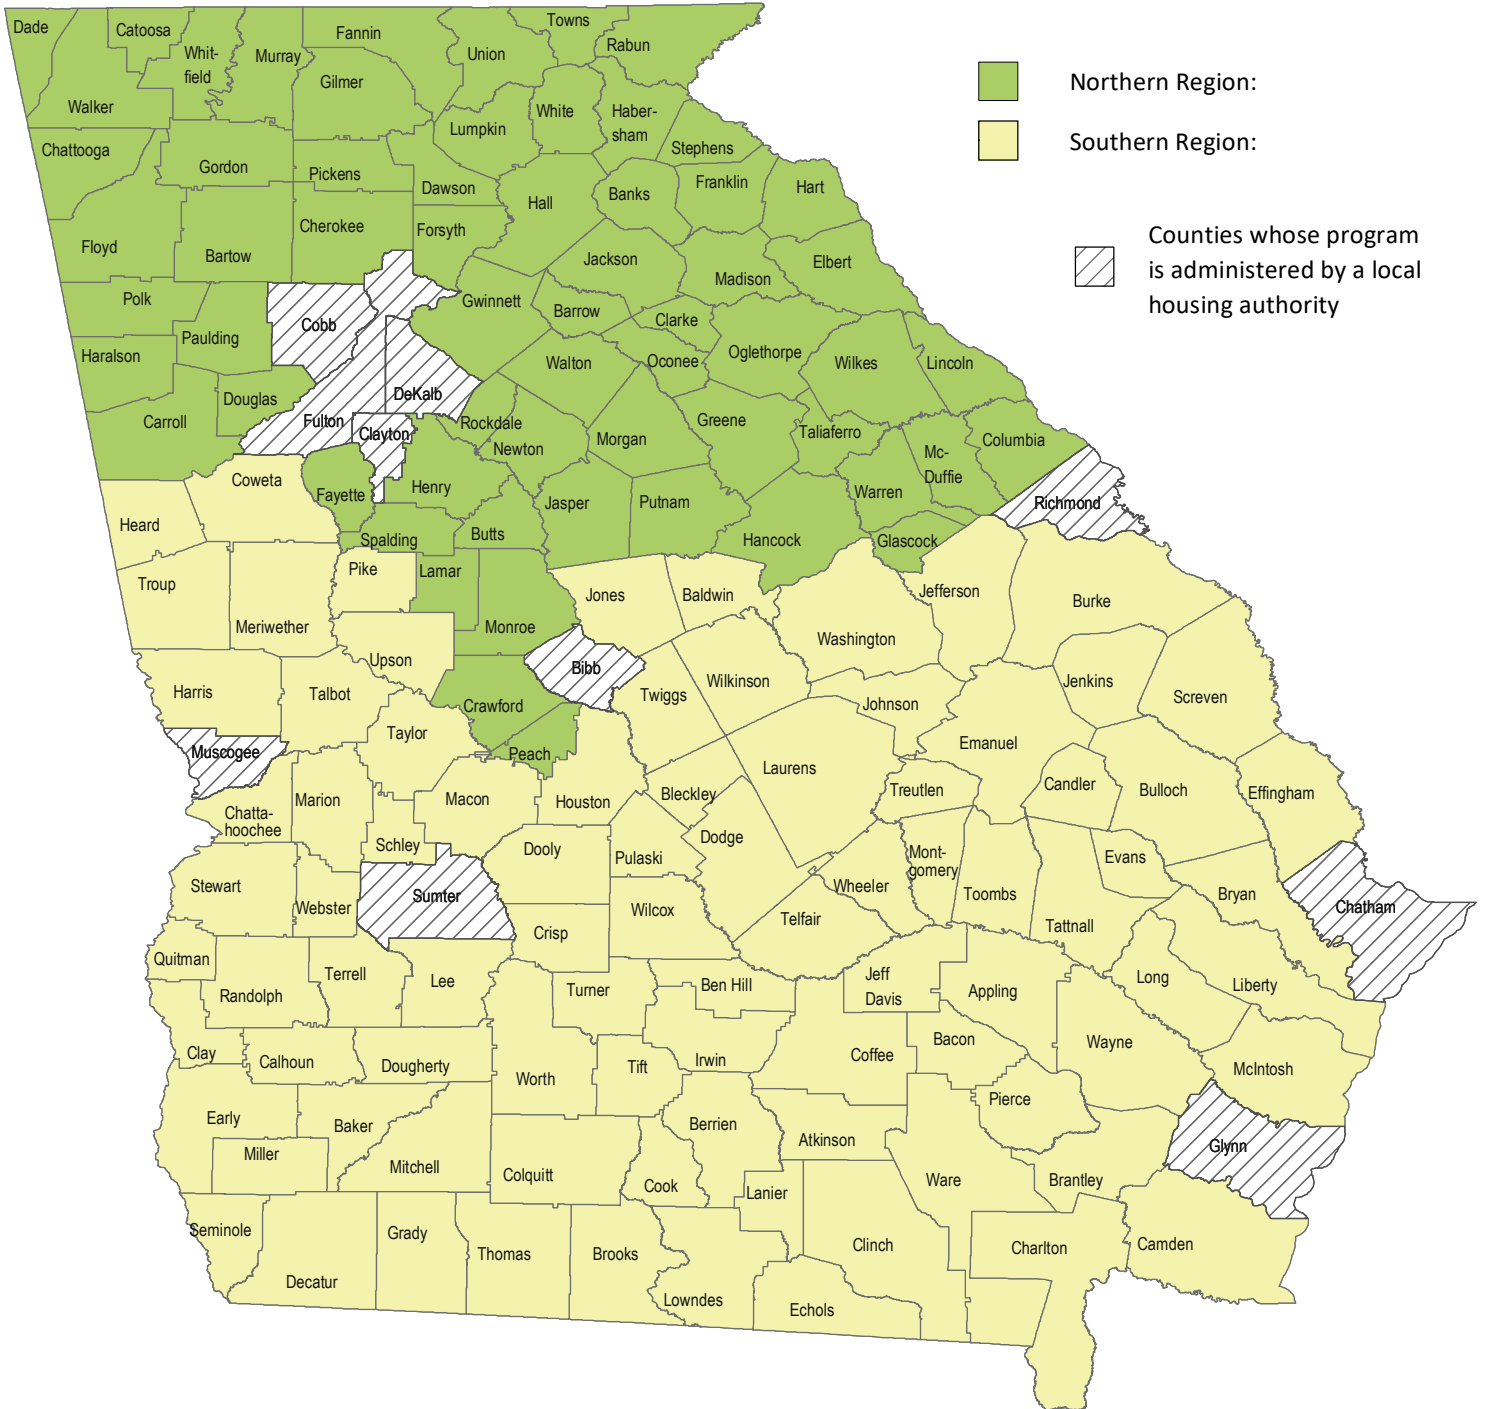 Dade
Catoosa
Whit-
field
Murray
Fannin
Gilmer
Union
Towns
Rabun
Walker
Lumpkin
White
Haber-
sham
Stephens
Chattooga
Gordon
Pickens
Dawson
Hall
Banks
Franklin
Hart
Floyd
Bartow
Cherokee
Forsyth
Jackson
Madison
Elbert
Northern Region:
Southern Region:
Counties whose program
is administered by a local
housing authority
Polk
Paulding
Haralson
Cobb
Gwinnett
Barrow
Clarke
Oconee
Oglethorpe
Wilkes
Lincoln
Walton
Carroll
Douglas
Fulton
DeKalb
Clayton
Rockdale
Newton
Morgan
Greene
Taliaferro
Mc-
Duffie
Columbia
Coweta
Fayette
Henry
Jasper
Putnam
Warren
Richmond
Heard
Spalding
Butts
Hancock
Glascock
Troup
Meriwether
Pike
Lamar
Monroe
Jones
Baldwin
Washington
Jefferson
Burke
Upson
Bibb
Harris
Talbot
Crawford
Twiggs
Wilkinson
Johnson
Jenkins
Screven
Muscogee
Taylor
Peach
Laurens
Emanuel
Chatta-
hoochee
Marion
Macon
Houston
Bleckley
Treutlen
Candler
Bulloch
Effingham
Schley
Dooly
Pulaski
Dodge
Mont-
gomery
Evans
Stewart
Webster
Sumter
Wilcox
Wheeler
Toombs
Bryan
Chatham
Crisp
Telfair
Tattnall
Quitman
Terrell
Lee
Randolph
Turner
Ben Hill
Jeff
Davis
Appling
Long
Liberty
Clay
Calhoun
Dougherty
Worth
Tift
Irwin
Coffee
Bacon
Wayne
McIntosh
Early
Baker
Berrien
Pierce
Miller
Mitchell
Colquitt
Cook
Atkinson
Lanier
Ware
Brantley
Glynn
Seminole
Decatur
Grady
Thomas
Brooks
Lowndes
Clinch
Echols
Charlton
Camden